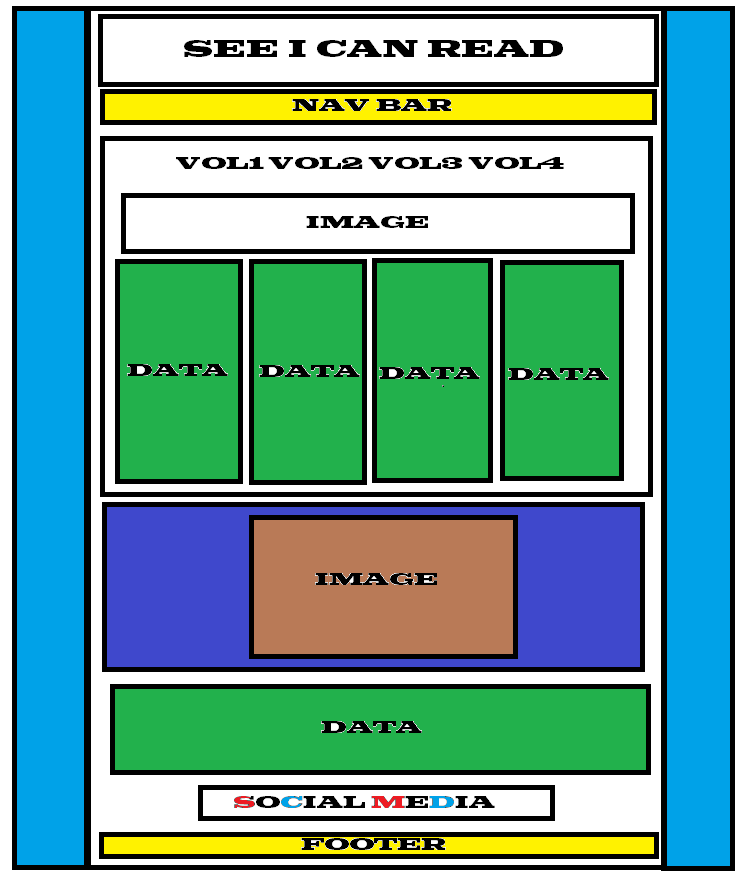 SEE I CAN READ
NAV BAR
VOL1 VOL2 VOL3 VOL4
IMAGE
DATA DATA DATA DATA
IMAGE
DATA
SOCIAL MEDIA
FOOTER